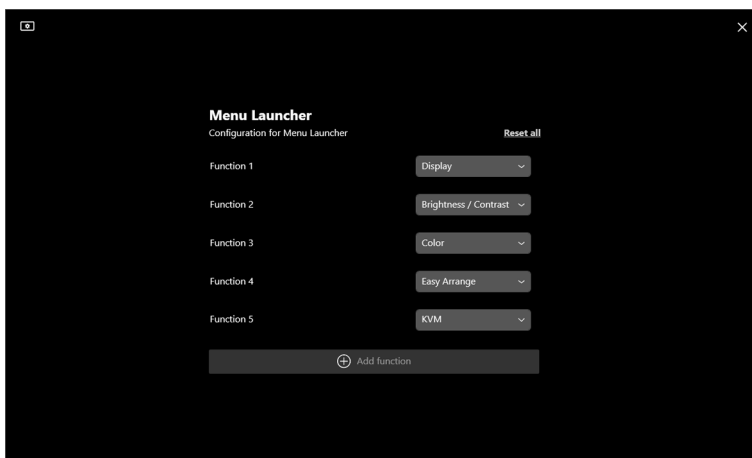 Menu Launcher
Configuration for Menu Launcher Reset all
Function 1 Display
Function 2 Brightness / Contrast
Function 3 Color
Function 4 Easy Arrange
Function 5 KVM
Add function